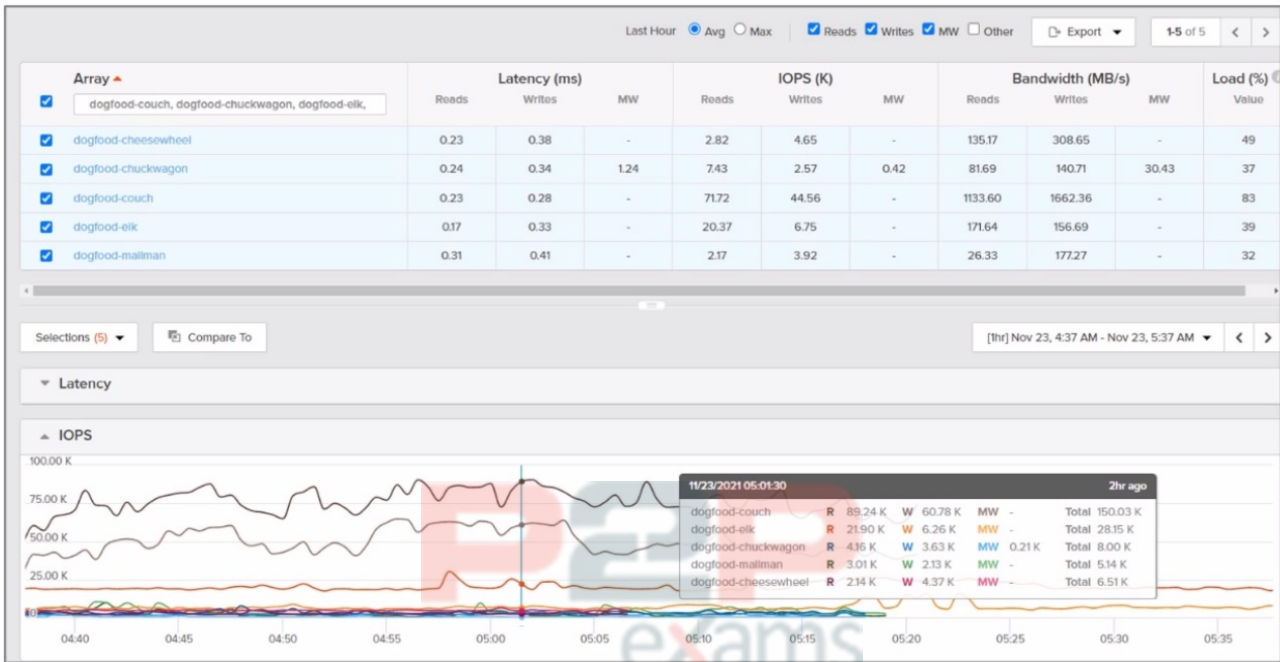 Last Hour Avg Max Reads Writes MW Other Export 1-5 of 5
Array Latency (ms) IOPS (K) Bandwidth (MB/s) Load (%)
dogfood-couch, dogfood-chuckwagon, dogfood-elk, Reads Writes MW Reads Writes MW Reads Writes MW Value
dogfood-cheesewheel 0.23 0.38 - 2.82 4.65 - 135.17 308.65 - 49
dogfood-chuckwagon 0.24 0.34 1.24 7.43 2.57 0.42 81.69 140.71 30.43 37
dogfood-couch 0.23 0.28 - 71.72 44.56 - 1133.60 1662.36 - 83
dogfood-elk 0.17 0.33 - 20.37 6.75 - 171.64 156.69 - 39
dogfood-mailman 0.31 0.41 - 2.17 3.92 - 26.33 177.27 - 32
Selections (5) Compare To [1hr] Nov 23, 4:37 AM - Nov 23, 5:37 AM
Latency
IOPS
100.00 K
75.00 K
50.00 K
25.00 K
0
11/23/2021 05:01:30 2hr ago
dogfood-couch R 89.24 K W 60.78 K MW - Total 150.03 K
dogfood-elk R 21.90 K W 6.26 K MW - Total 28.15 K
dogfood-chuckwagon R 4.16 K W 3.63 K MW 0.21 K Total 8.00 K
dogfood-mailman R 3.01 K W 2.13 K MW - Total 5.14 K
dogfood-cheesewheel R 2.14 K W 4.37 K MW - Total 6.51 K
04:40 04:45 04:50 04:55 05:00 05:05 05:10 05:15 05:20 05:25 05:30 05:35
P2P
exams